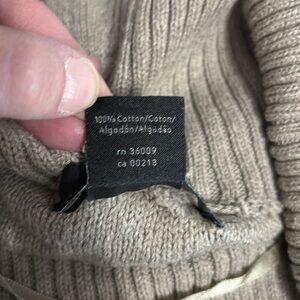 100% Cotton/Coton/
Algodón/Algodão
rn 36009
ca 00213